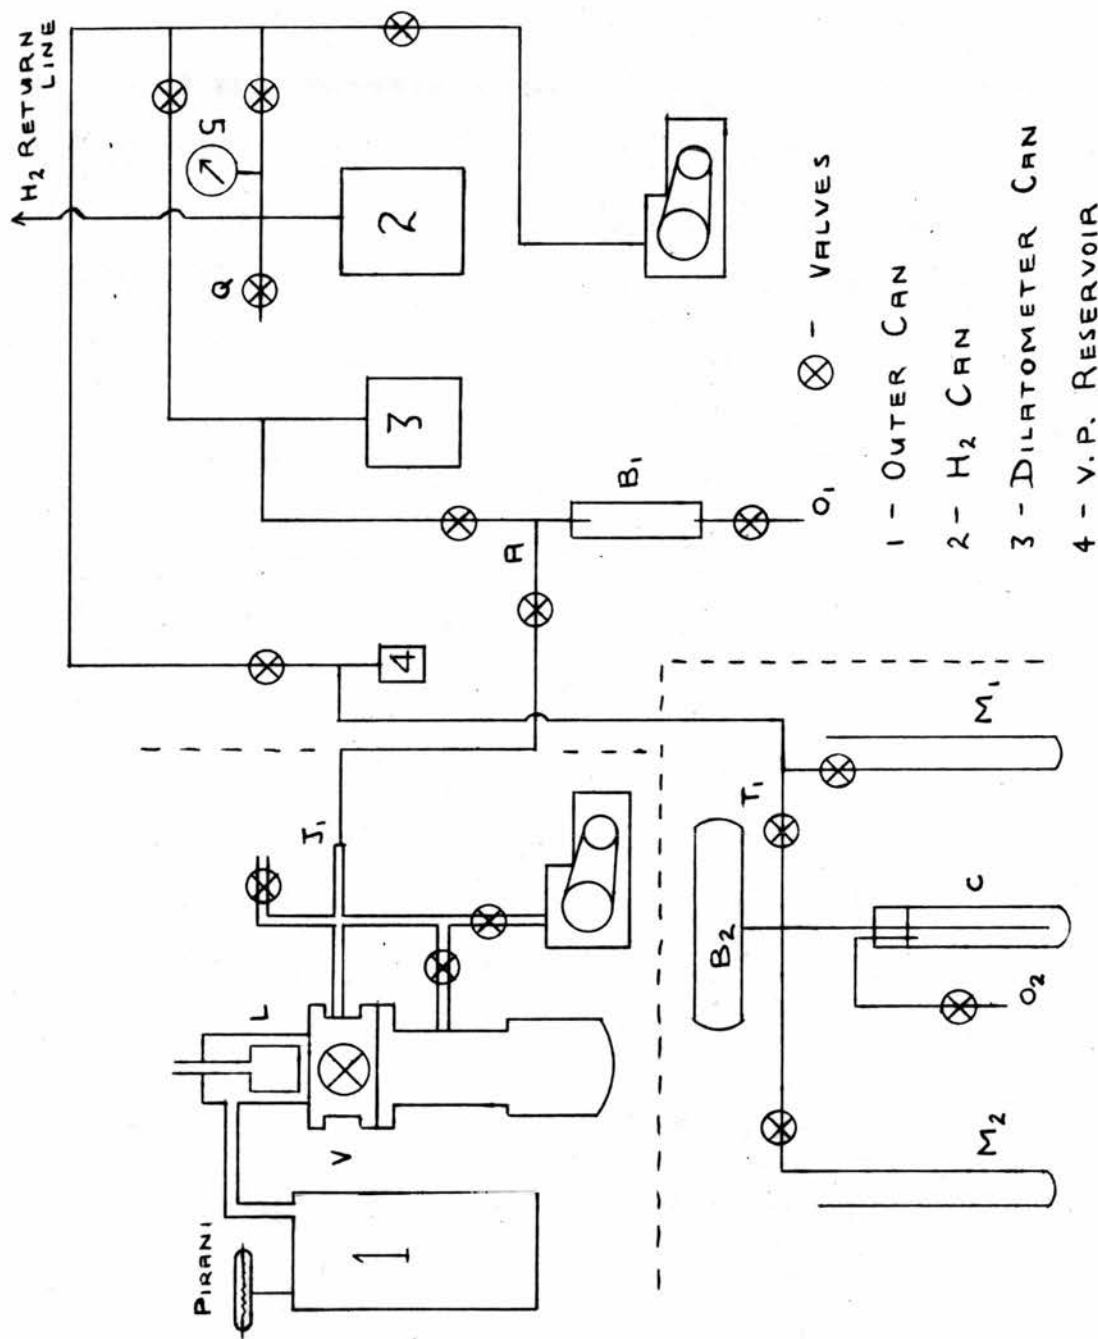 PIRANI
1
L
V
J₁
H₂ RETURN
LINE
5
Q
2
3
4
A
B₁
O₁
B₂
T₁
C
O₂
M₁
M₂
⊗ - VALVES
1 - OUTER CAN
2 - H₂ CAN
3 - DILATOMETER CAN
4 - V.P. RESERVOIR